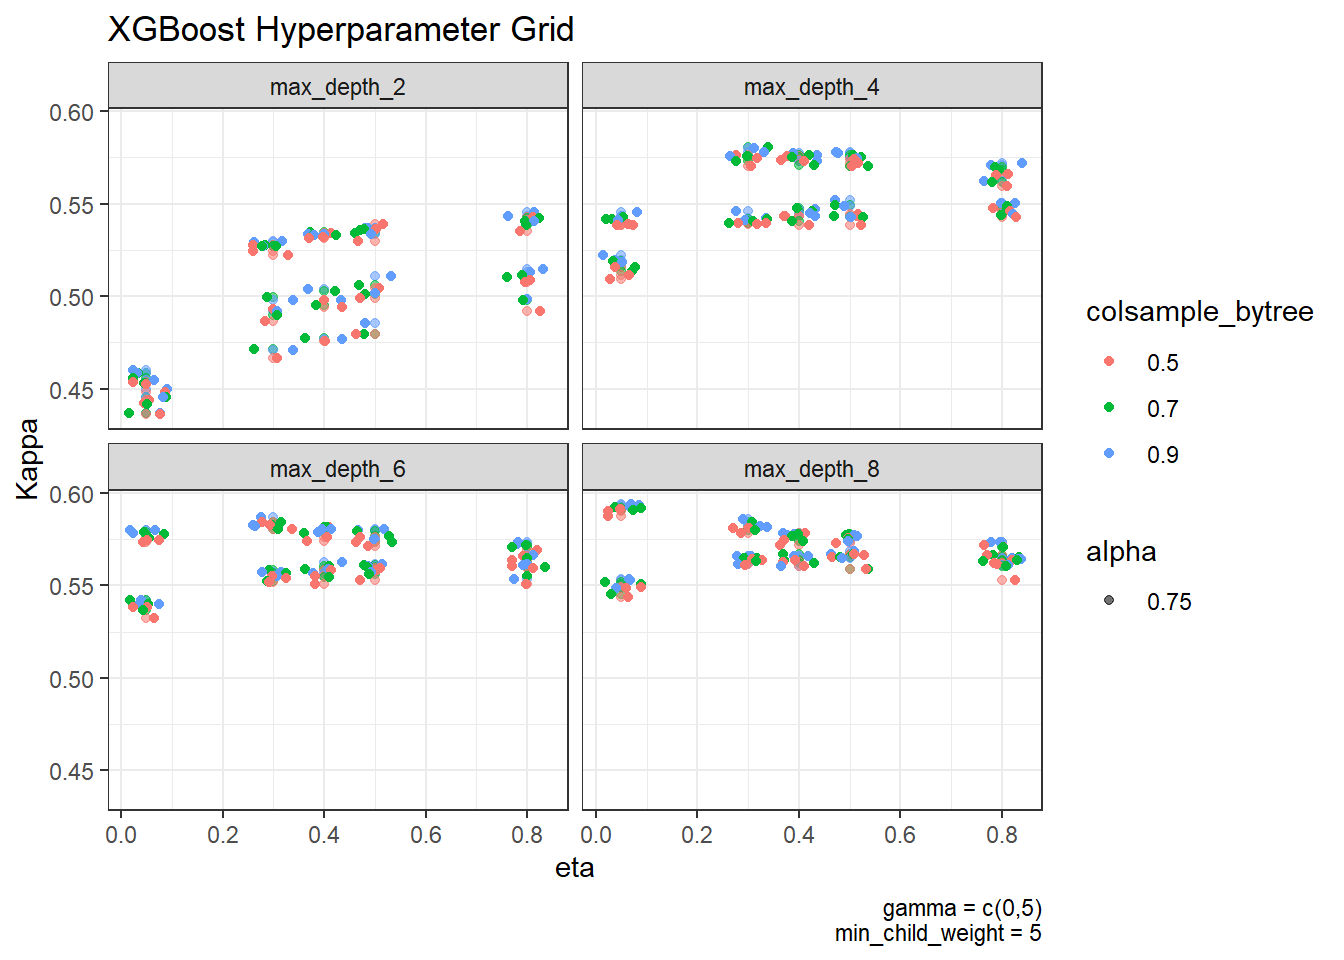 XGBoost Hyperparameter Grid
max_depth_2
max_depth_4
0.60
0.55
0.50
0.45
max_depth_6
max_depth_8
0.60
0.55
0.50
0.45
Kappa
0.0 0.2 0.4 0.6 0.8
0.0 0.2 0.4 0.6 0.8
eta
colsample_bytree
0.5
0.7
0.9
alpha
0.75
gamma = c(0,5)
min_child_weight = 5